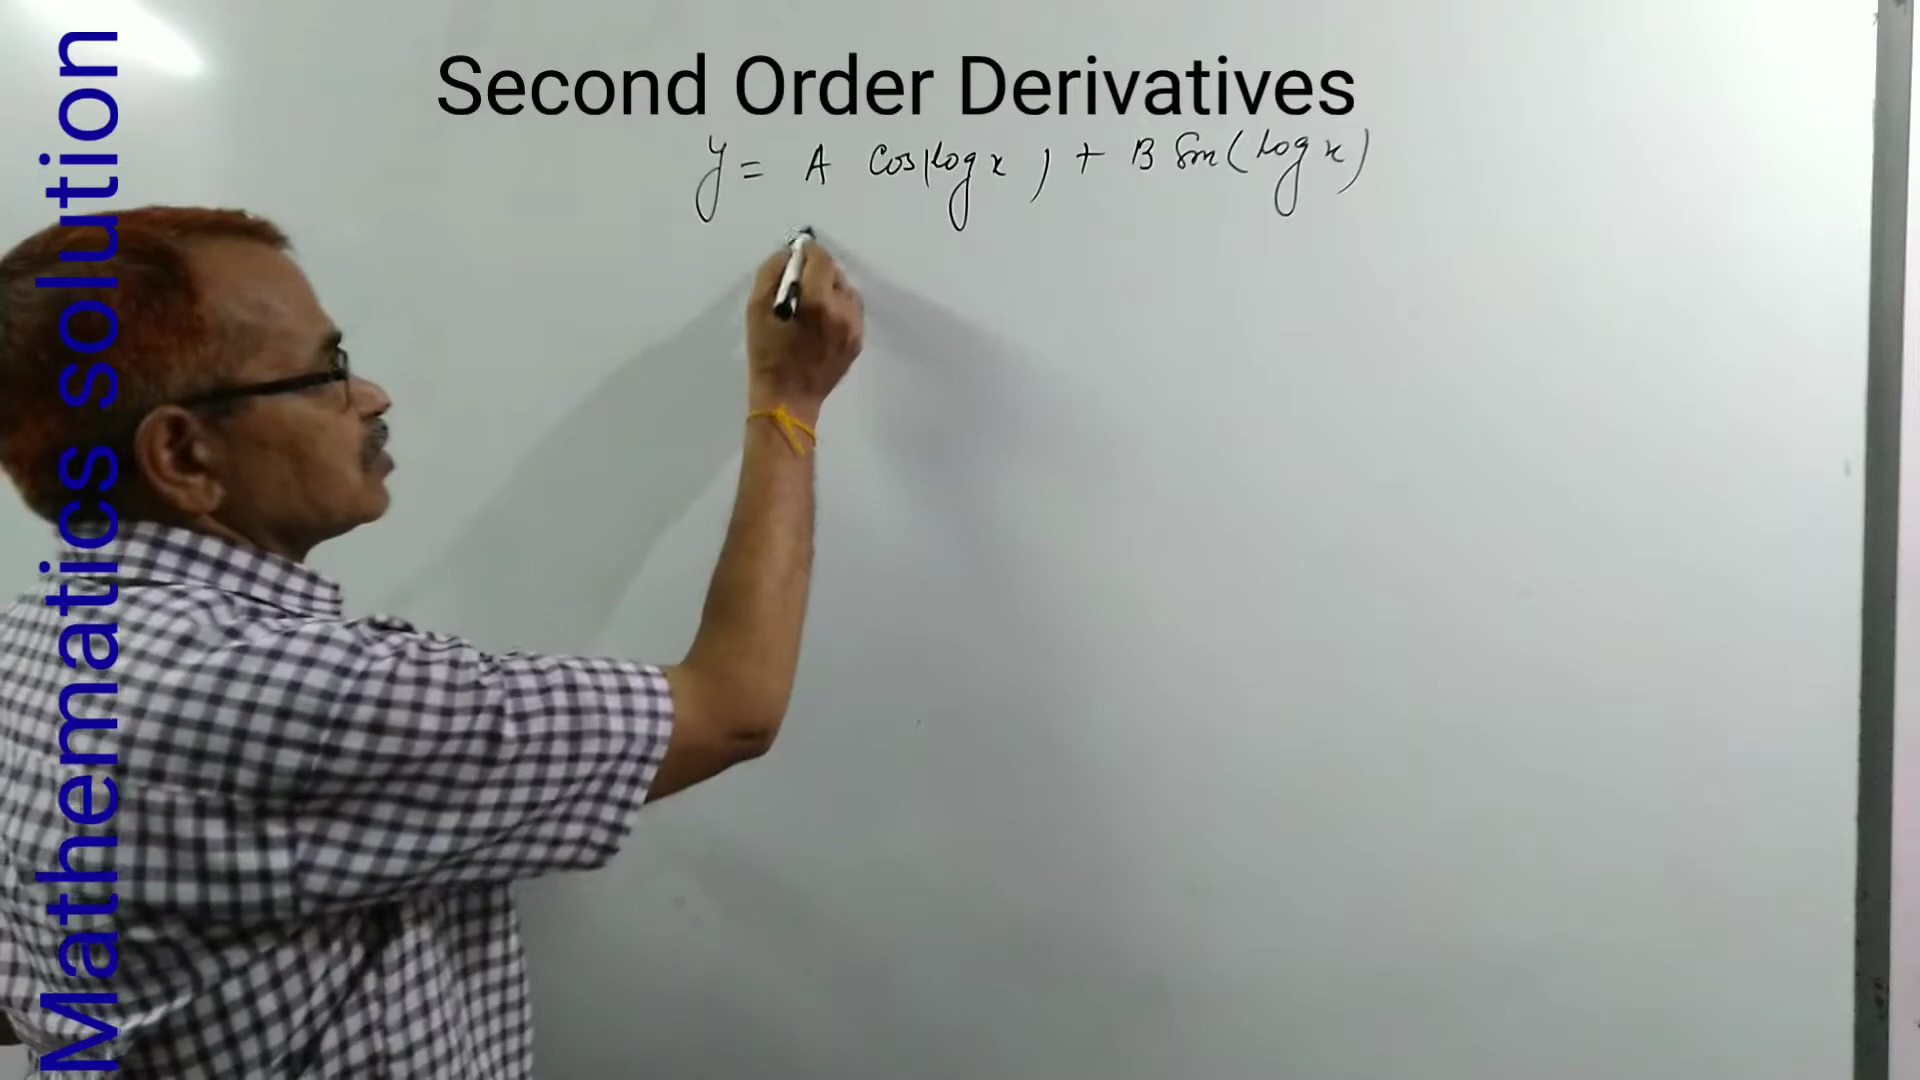 Mathematics solution
Second Order Derivatives
y = A Cos(log x) + B Sin(log x)